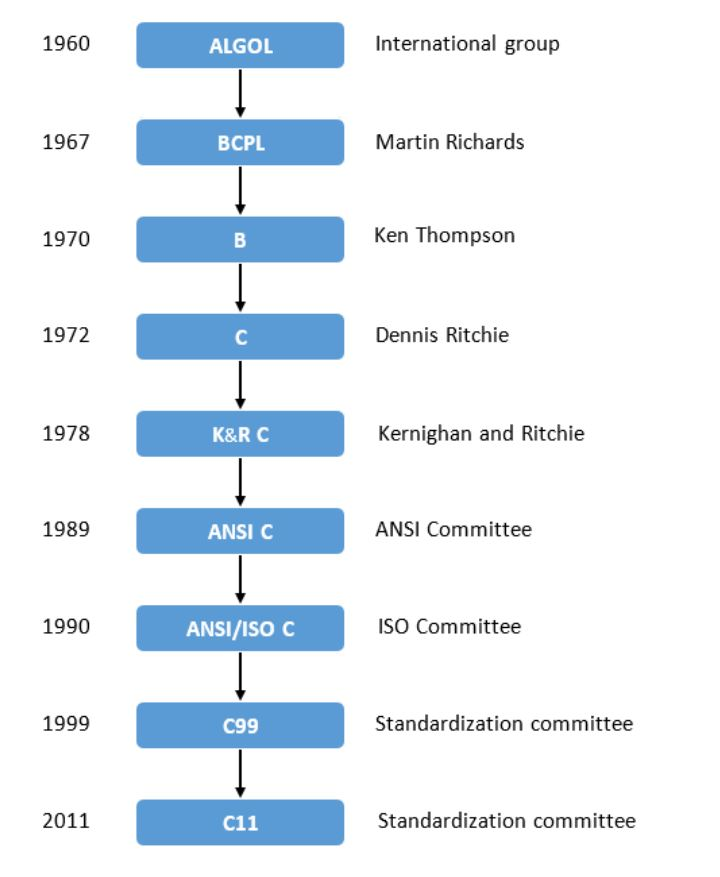 1960 ALGOL International group
1967 BCPL Martin Richards
1970 B Ken Thompson
1972 C Dennis Ritchie
1978 K&R C Kernighan and Ritchie
1989 ANSI C ANSI Committee
1990 ANSI/ISO C ISO Committee
1999 C99 Standardization committee
2011 C11 Standardization committee